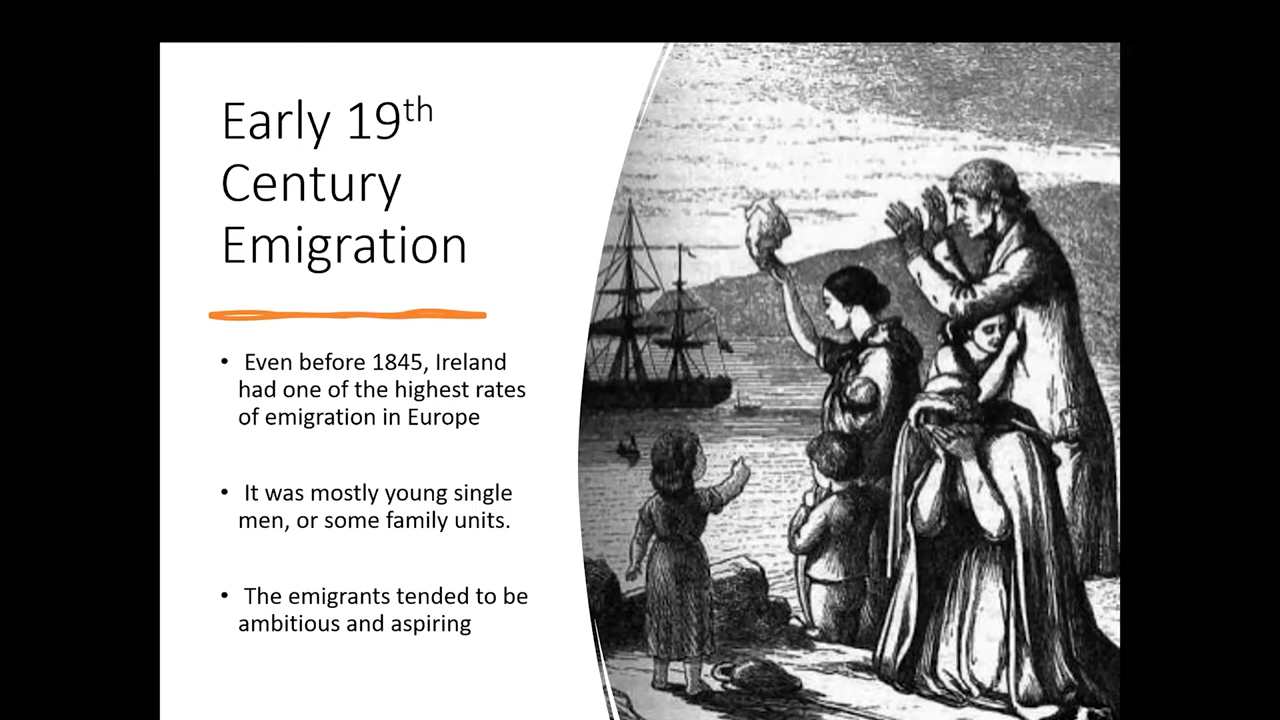 Early 19th
Century
Emigration
• Even before 1845, Ireland
had one of the highest rates
of emigration in Europe
• It was mostly young single
men, or some family units.
• The emigrants tended to be
ambitious and aspiring